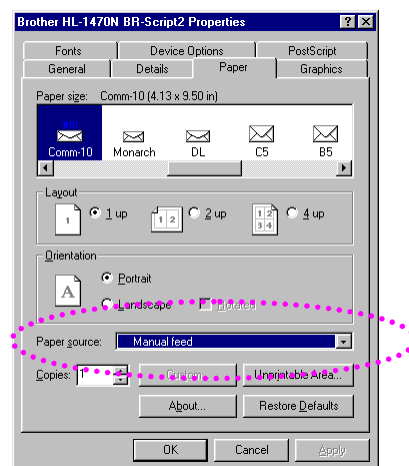 Brother HL-1470N BR-Script2 Properties
Fonts Device Options PostScript
General Details Paper Graphics
Paper size: Comm-10 (4.13 x 9.50 in)
Comm-10 Monarch DL C5 B5
Layout
1 1 up 1 2 2 up 1 2 3 4 4 up
Orientation
A Portrait
Landscape Rotated
Paper source: Manual feed
Copies: 1 Custom... Unprintable Area...
About... Restore Defaults
OK Cancel Apply